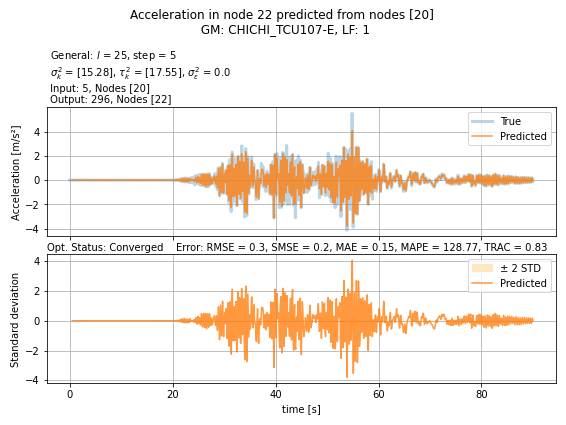 Acceleration in node 22 predicted from nodes [20]
GM: CHICHI_TCU107-E, LF: 1
General: l = 25, step = 5
σ²ₖ = [15.28], τ²ₖ = [17.55], σ²ε = 0.0
Input: 5, Nodes [20]
Output: 296, Nodes [22]
Acceleration [m/s²]
4
2
0
−2
−4
True
Predicted
Opt. Status: Converged    Error: RMSE = 0.3, SMSE = 0.2, MAE = 0.15, MAPE = 128.77, TRAC = 0.83
Standard deviation
4
2
0
−2
−4
± 2 STD
Predicted
0 20 40 60 80
time [s]